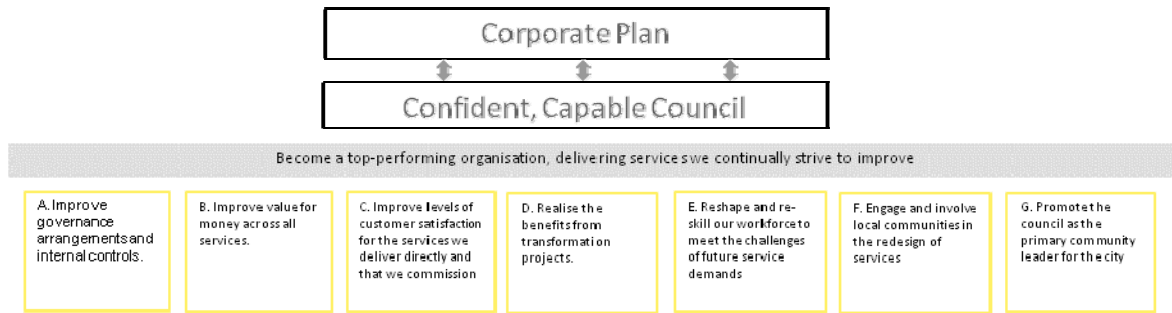 Corporate Plan
Confident, Capable Council
Become a top-performing organisation, delivering services we continually strive to improve
A. Improve
governance
arrangements and
internal controls.
B. Improve value for
money across all
services.
C. Improve levels of
customer satisfaction
for the services we
deliver directly and
that we commission
D. Realise the
benefits from
transformation
projects.
E. Reshape and re-
skill our workforce to
meet the challenges
of future service
demands
F. Engage and involve
local communities in
the redesign of
services
G. Promote the
council as the
primary community
leader for the city